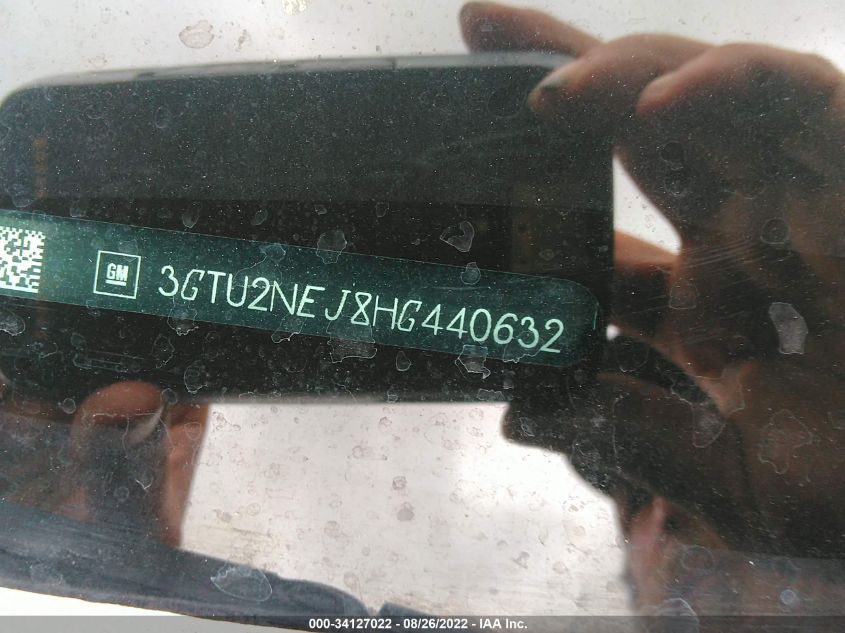 GM 3GTU2NEJ8HG440632
000-34127022 - 08/26/2022 - IAA Inc.